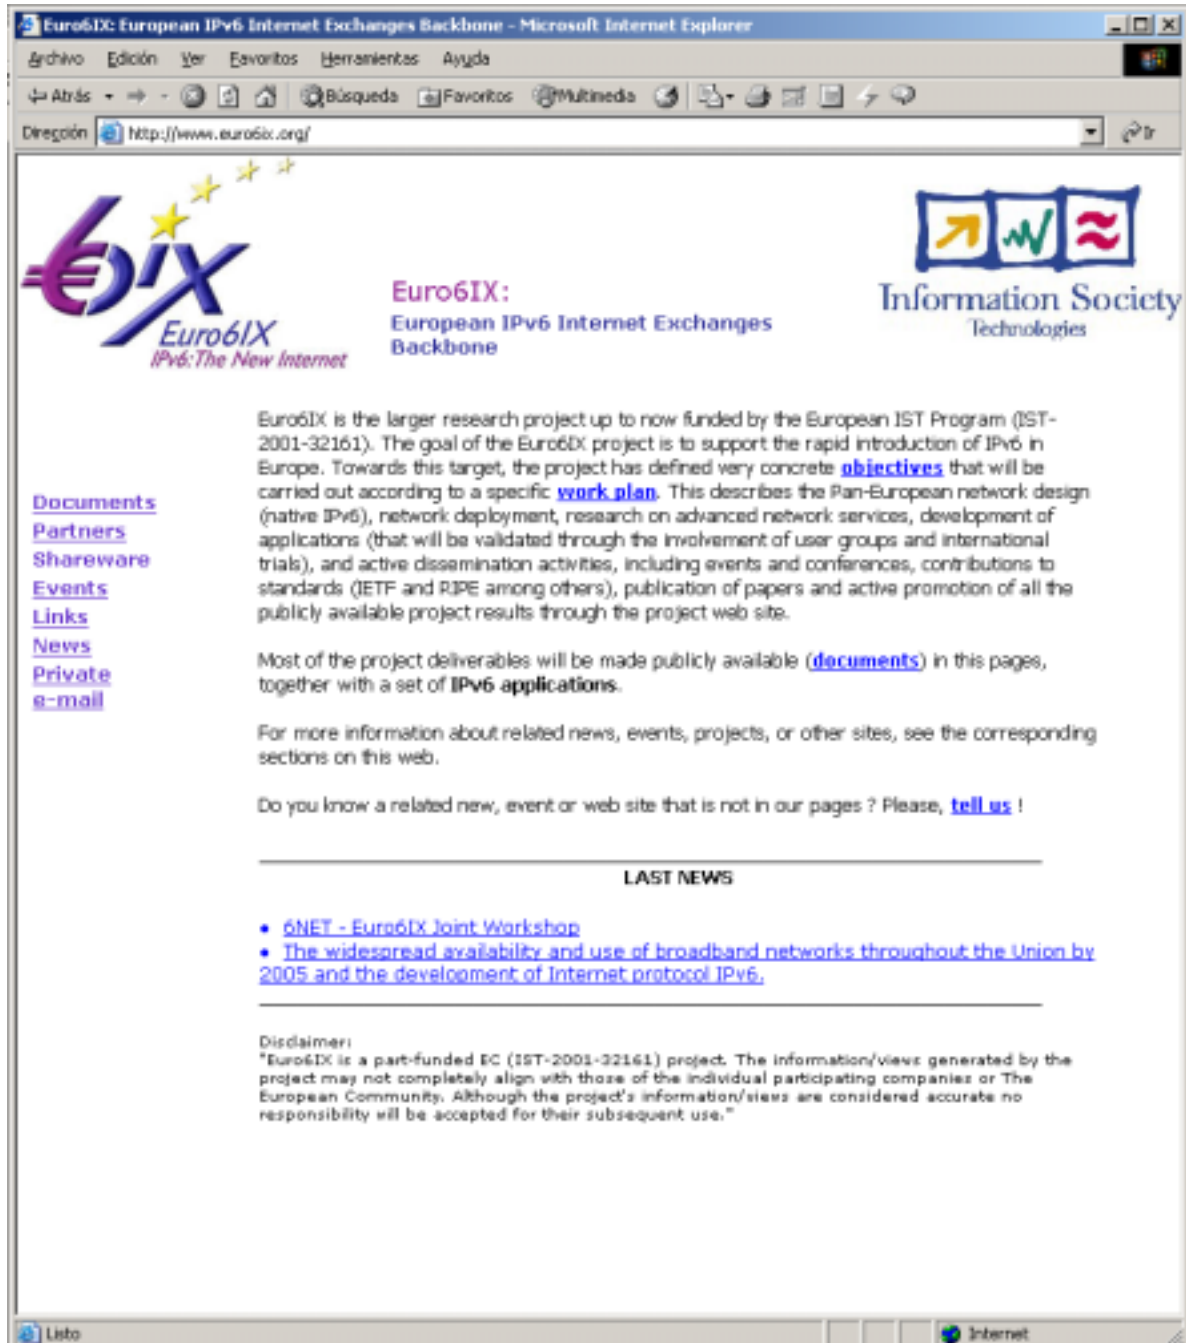 Euro6IX: European IPv6 Internet Exchanges Backbone - Microsoft Internet Explorer
Archivo Edición Ver Favoritos Herramientas Ayuda
Atrás Búsqueda Favoritos Multimedia
Dirección http://www.euro6ix.org/ Ir
6IX
Euro6IX
IPv6:The New Internet
Euro6IX:
European IPv6 Internet Exchanges
Backbone
Information Society
Technologies
Documents
Partners
Shareware
Events
Links
News
Private
e-mail
Euro6IX is the larger research project up to now funded by the European IST Program (IST-
2001-32161). The goal of the Euro6IX project is to support the rapid introduction of IPv6 in
Europe. Towards this target, the project has defined very concrete objectives that will be
carried out according to a specific work plan. This describes the Pan-European network design
(native IPv6), network deployment, research on advanced network services, development of
applications (that will be validated through the involvement of user groups and international
trials), and active dissemination activities, including events and conferences, contributions to
standards (IETF and RIPE among others), publication of papers and active promotion of all the
publicly available project results through the project web site.
Most of the project deliverables will be made publicly available (documents) in this pages,
together with a set of IPv6 applications.
For more information about related news, events, projects, or other sites, see the corresponding
sections on this web.
Do you know a related new, event or web site that is not in our pages ? Please, tell us !
LAST NEWS
• 6NET - Euro6IX Joint Workshop
• The widespread availability and use of broadband networks throughout the Union by
2005 and the development of Internet protocol IPv6.
Disclaimer:
"Euro6IX is a part-funded EC (IST-2001-32161) project. The information/views generated by the
project may not completely align with those of the individual participating companies or The
European Community. Although the project's information/views are considered accurate no
responsibility will be accepted for their subsequent use."
Listo Internet